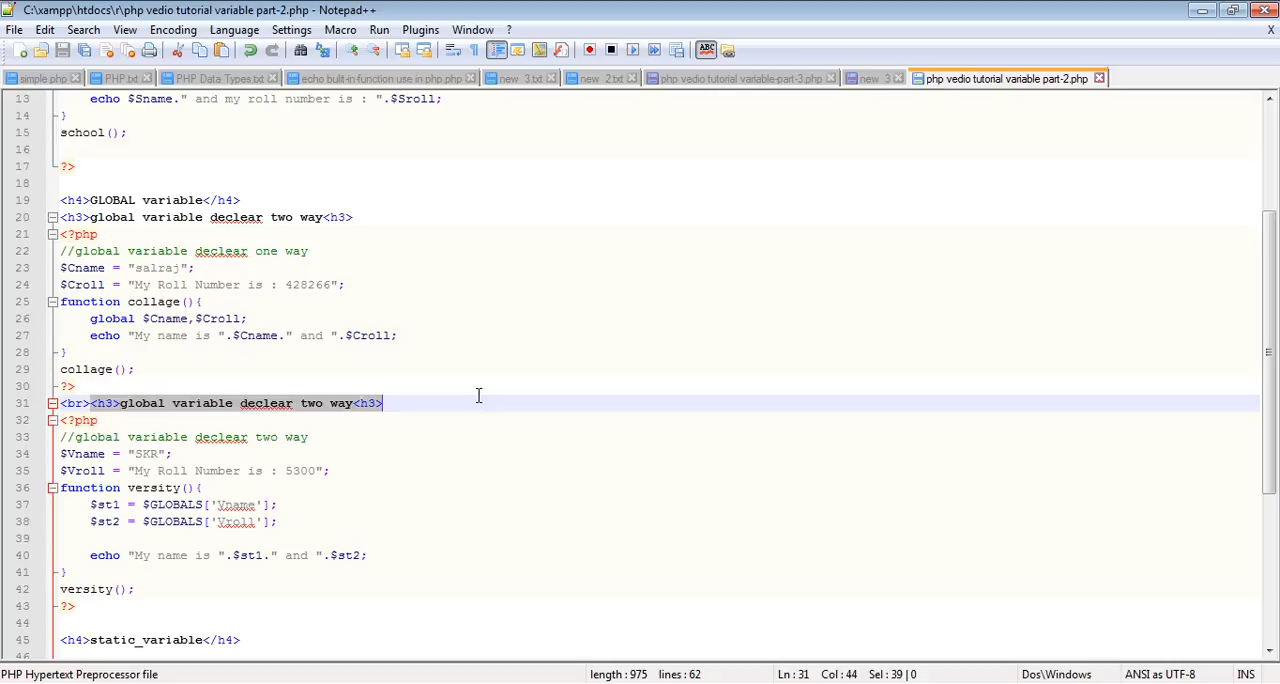 C:\xampp\htdocs\r\php vedio tutorial variable part-2.php - Notepad++
File Edit Search View Encoding Language Settings Macro Run Plugins Window ? X
simple.php PHP.txt PHP Data Types.txt echo built-in-function use in php.php new 3.txt new 2.txt php vedio tutorial variable-part-3.php new 3 php vedio tutorial variable part-2.php
13 echo $Sname." and my roll number is : ".$Sroll;
14 }
15 school();
16
17 ?>
18
19 <h4>GLOBAL variable</h4>
20 <h3>global variable declear two way<h3>
21 <?php
22 //global variable declear one way
23 $Cname = "salraj";
24 $Croll = "My Roll Number is : 428266";
25 function collage(){
26 global $Cname,$Croll;
27 echo "My name is ".$Cname." and ".$Croll;
28 }
29 collage();
30 ?>
31 <br><h3>global variable declear two way<h3>
32 <?php
33 //global variable declear two way
34 $Vname = "SKR";
35 $Vroll = "My Roll Number is : 5300";
36 function versity(){
37 $st1 = $GLOBALS['Vname'];
38 $st2 = $GLOBALS['Vroll'];
39
40 echo "My name is ".$st1." and ".$st2;
41 }
42 versity();
43 ?>
44
45 <h4>static_variable</h4>
46
PHP Hypertext Preprocessor file length : 975 lines : 62 Ln : 31 Col : 44 Sel : 39 | 0 Dos\Windows ANSI as UTF-8 INS